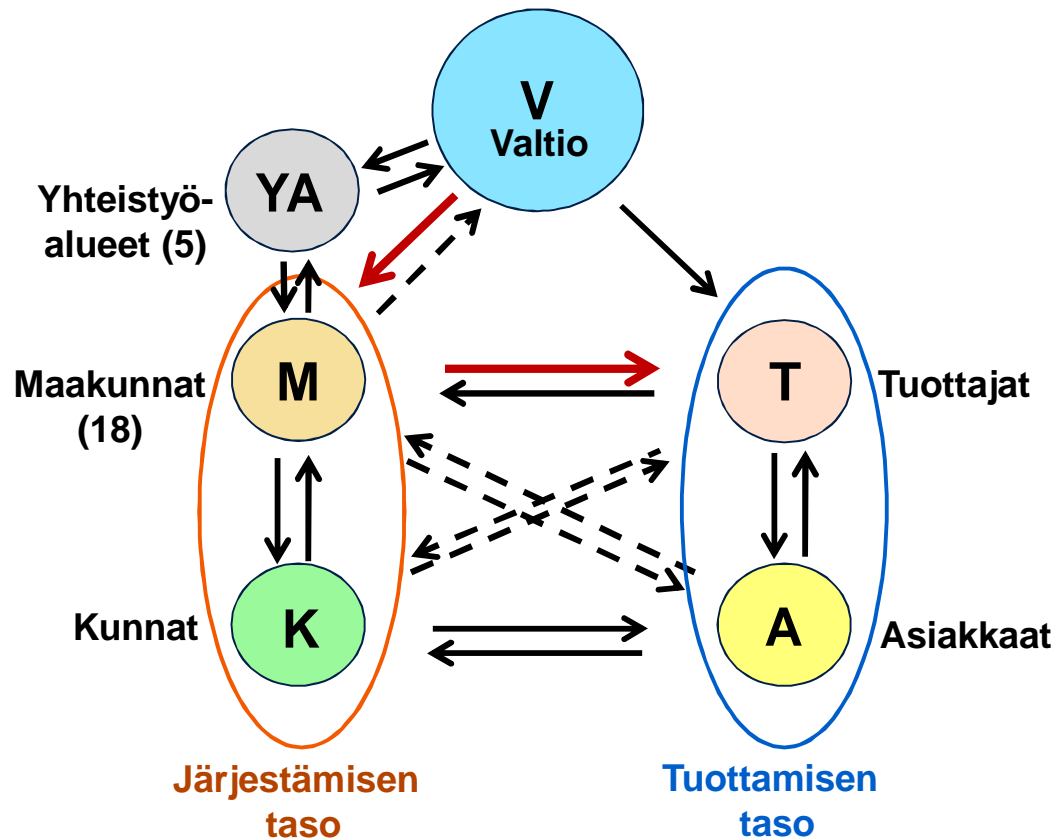 V
Valtio
YA
Yhteistyö-
alueet (5)
M
Maakunnat
(18)
T
Tuottajat
Kunnat
K
A
Asiakkaat
Järjestämisen
taso
Tuottamisen
taso